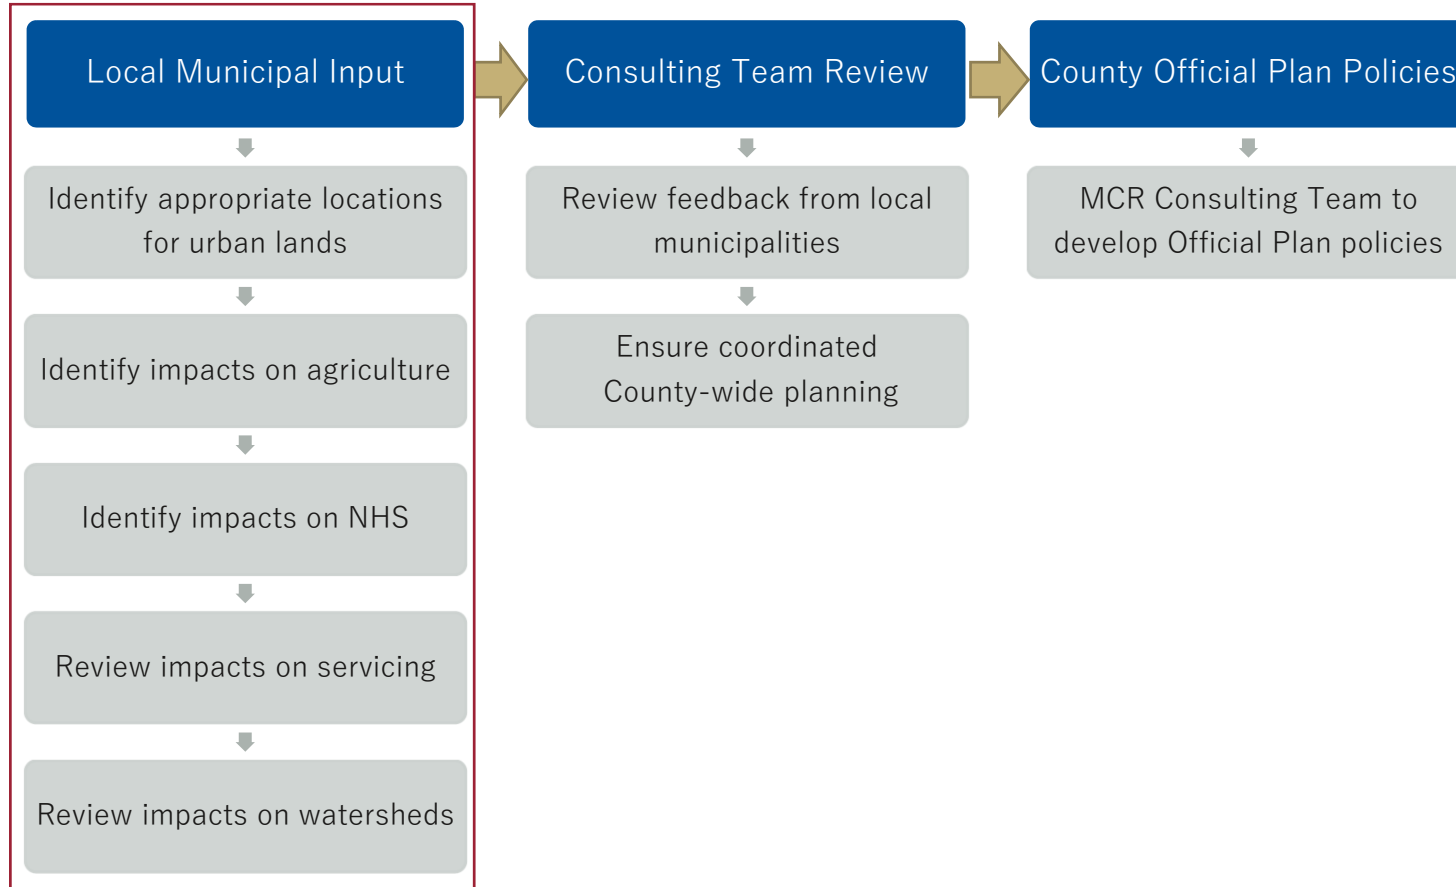 Local Municipal Input
Identify appropriate locations
for urban lands
Identify impacts on agriculture
Identify impacts on NHS
Review impacts on servicing
Review impacts on watersheds
Consulting Team Review
Review feedback from local
municipalities
Ensure coordinated
County-wide planning
County Official Plan Policies
MCR Consulting Team to
develop Official Plan policies